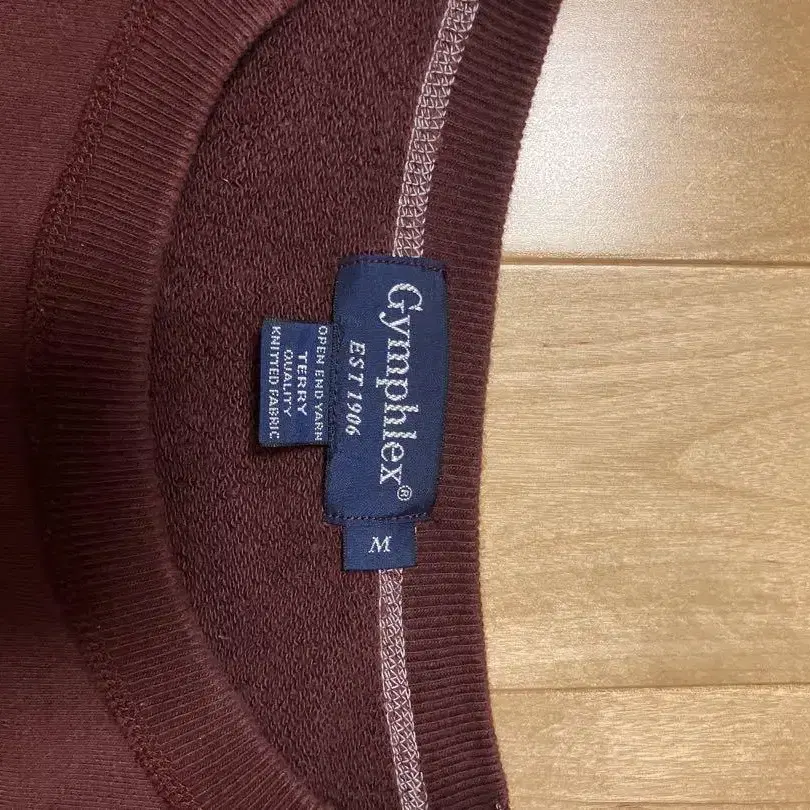 Gymphlex®
EST 1906
OPEN END YARN
TERRY
QUALITY
KNITTED FABRIC
M